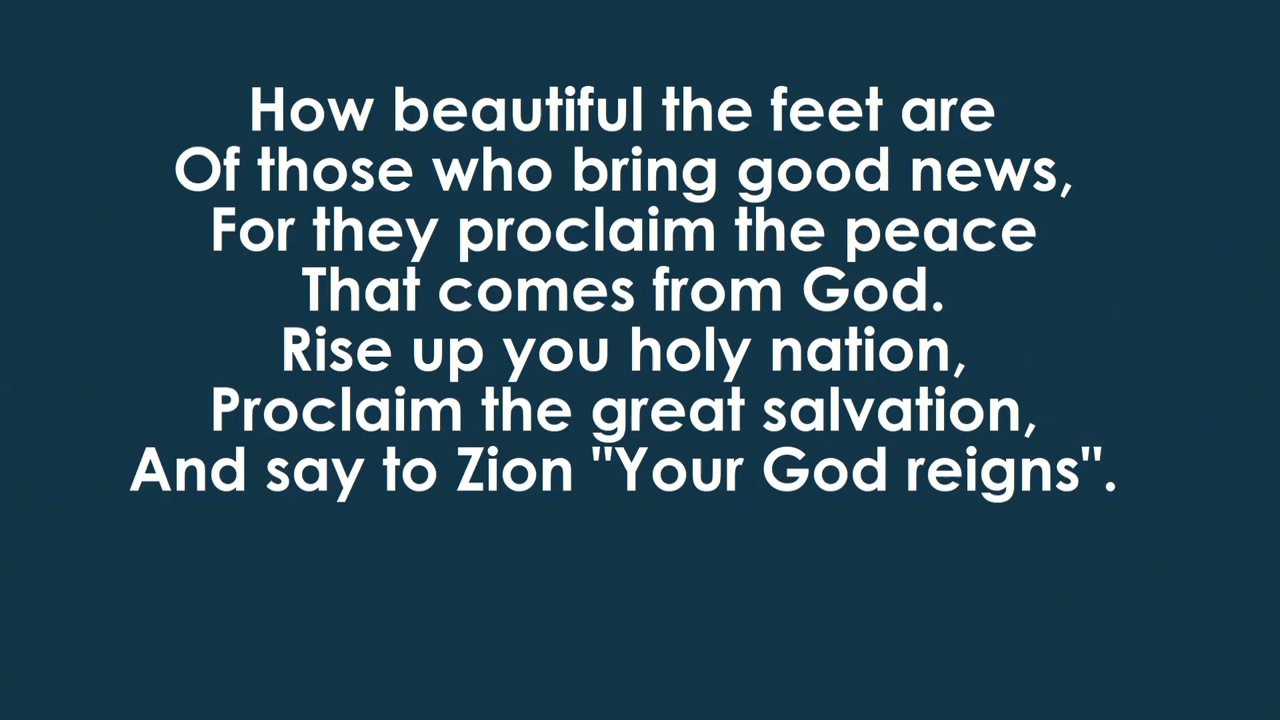 How beautiful the feet are
Of those who bring good news,
For they proclaim the peace
That comes from God.
Rise up you holy nation,
Proclaim the great salvation,
And say to Zion "Your God reigns".